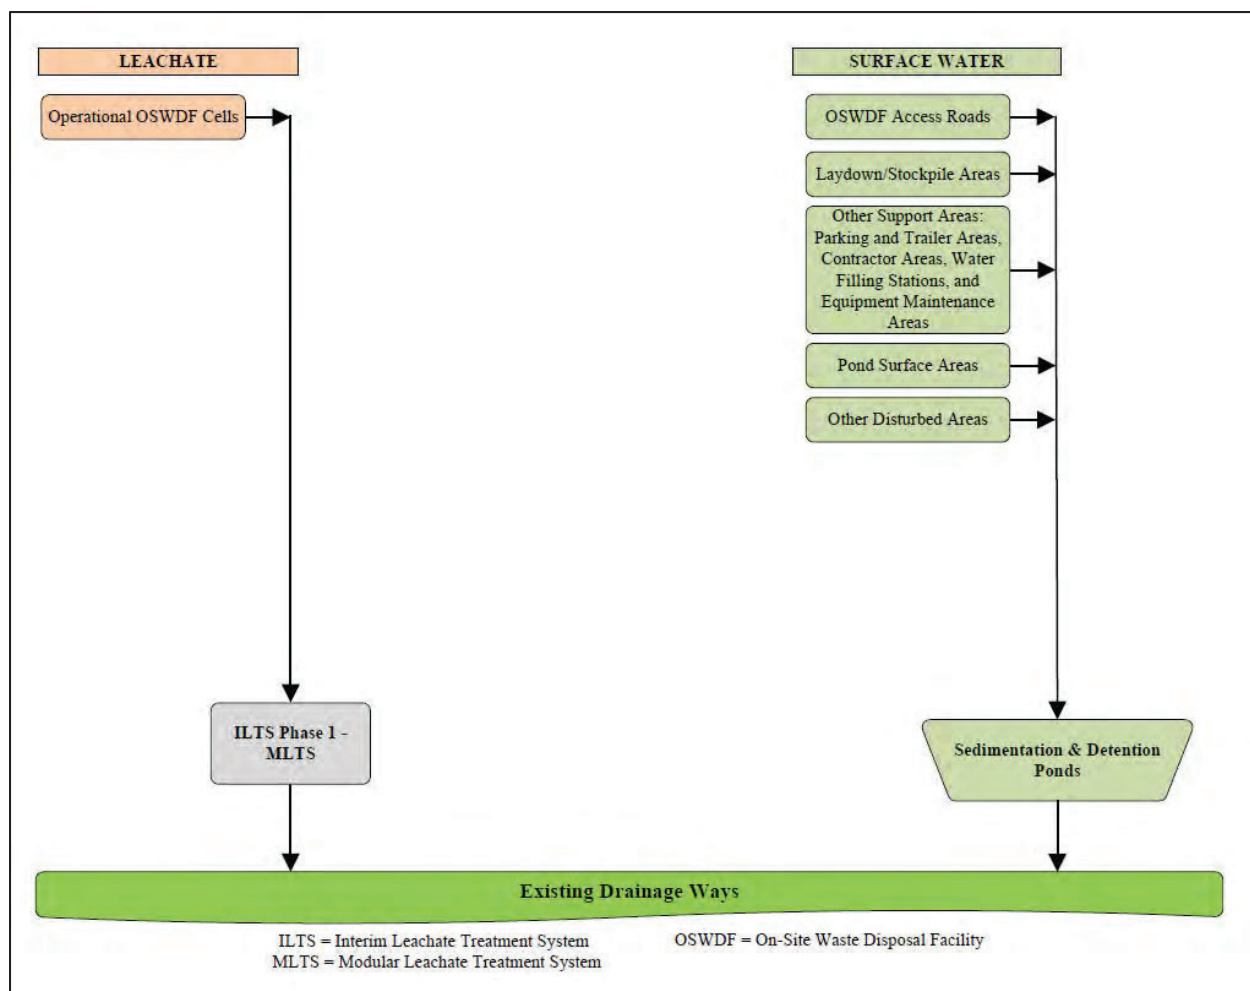 LEACHATE
Operational OSWDF Cells
ILTS Phase 1 -
MLTS
SURFACE WATER
OSWDF Access Roads
Laydown/Stockpile Areas
Other Support Areas:
Parking and Trailer Areas,
Contractor Areas, Water
Filling Stations, and
Equipment Maintenance
Areas
Pond Surface Areas
Other Disturbed Areas
Sedimentation & Detention
Ponds
Existing Drainage Ways
ILTS = Interim Leachate Treatment System
MLTS = Modular Leachate Treatment System
OSWDF = On-Site Waste Disposal Facility